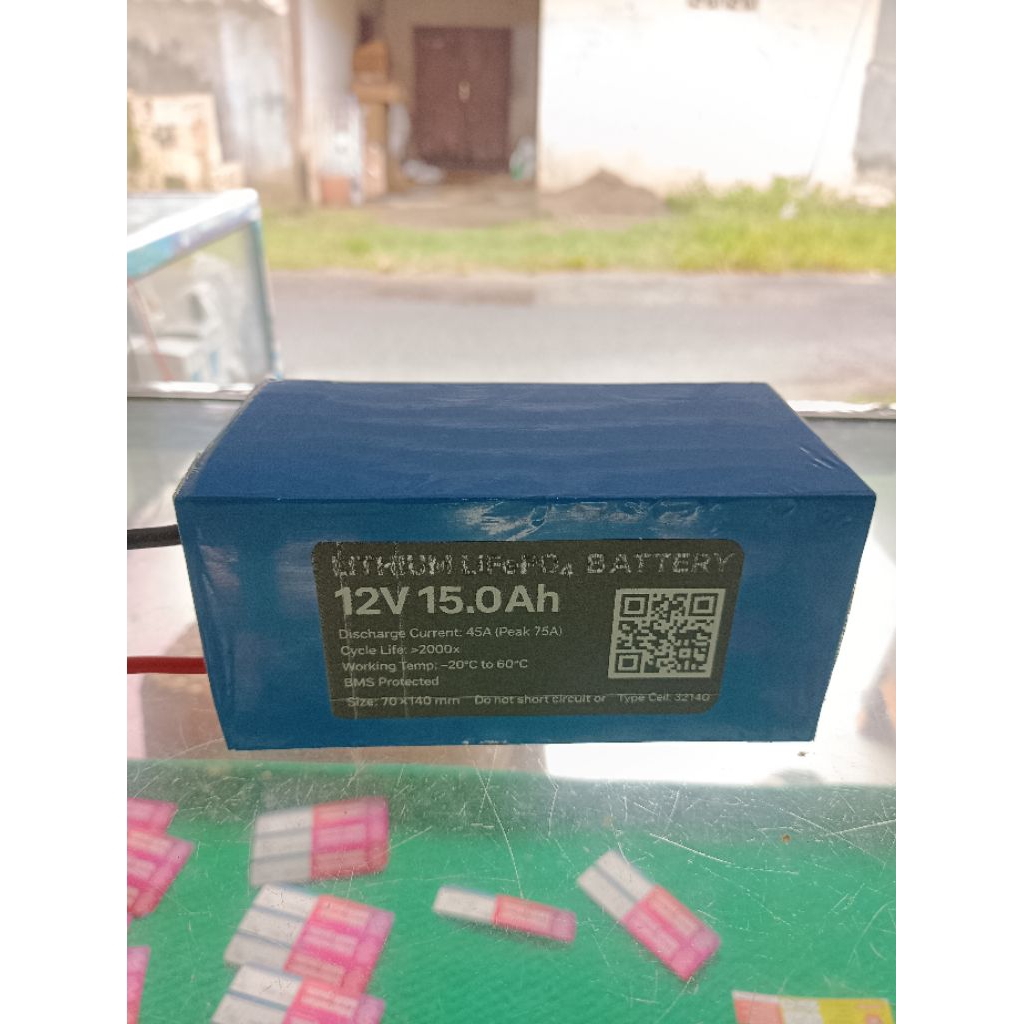 LITHIUM LiFePO₄ BATTERY
12V 15.0Ah
Discharge Current: 45A (Peak 75A)
Cycle Life: >2000x
Working Temp: –20°C to 60°C
BMS Protected
Size: 70×140 mm Do not short circuit or Type Cell: 32140